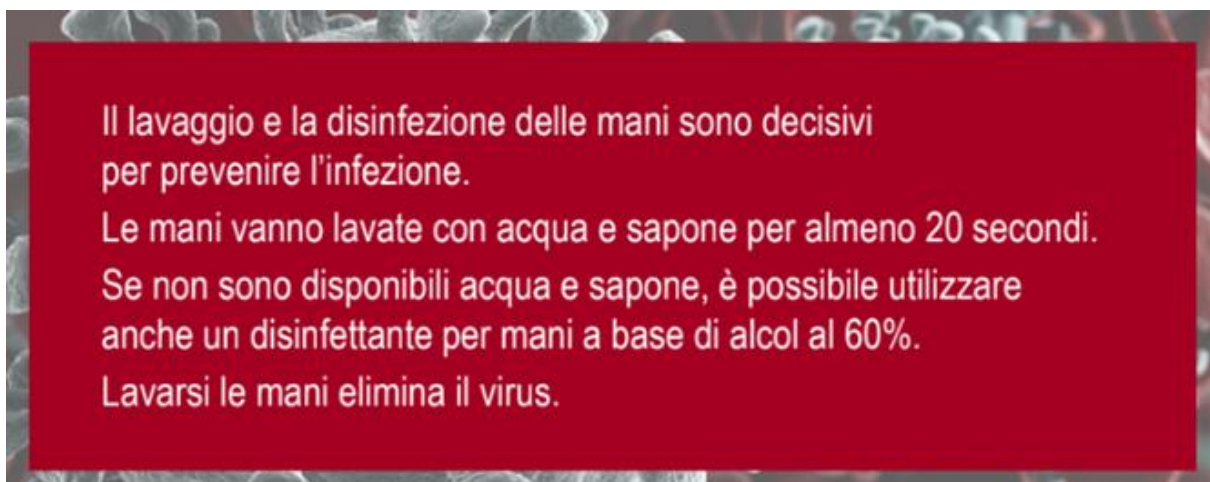 Il lavaggio e la disinfezione delle mani sono decisivi
per prevenire l’infezione.
Le mani vanno lavate con acqua e sapone per almeno 20 secondi.
Se non sono disponibili acqua e sapone, è possibile utilizzare
anche un disinfettante per mani a base di alcol al 60%.
Lavarsi le mani elimina il virus.